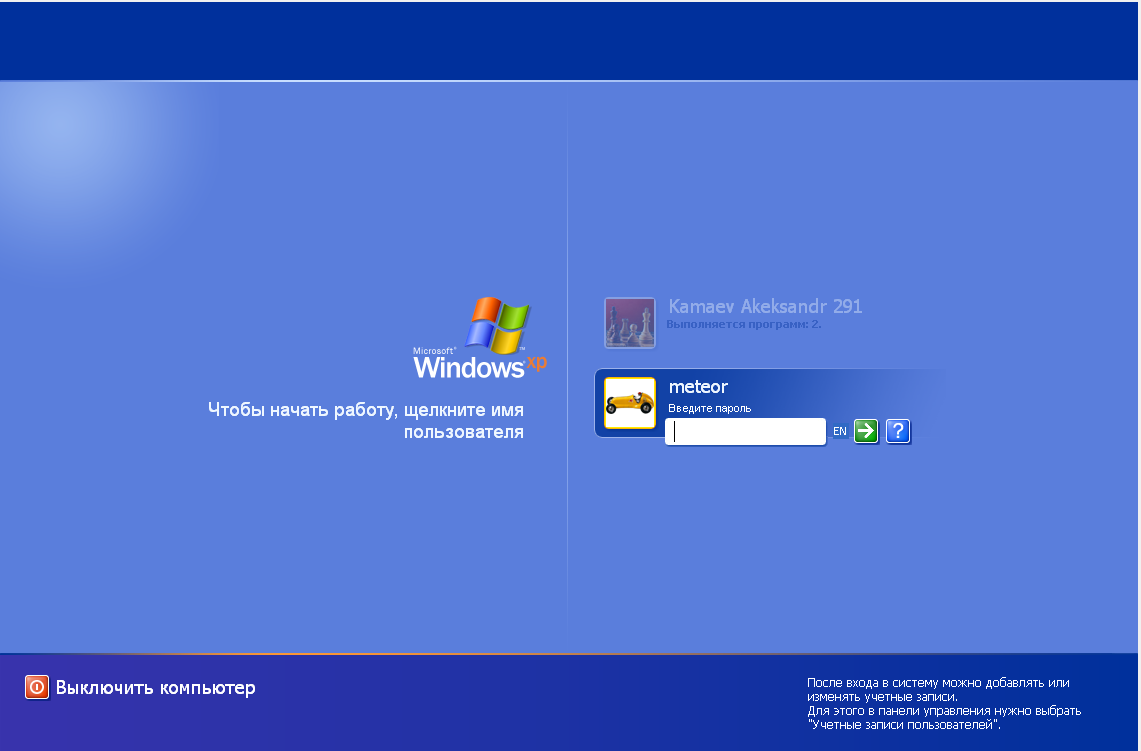 Microsoft®
Windows xp
Чтобы начать работу, щелкните имя
пользователя
Kamaev Akeksandr 291
Выполняется программ: 2.
meteor
Введите пароль
EN
?
Выключить компьютер
После входа в систему можно добавлять или
изменять учетные записи.
Для этого в панели управления нужно выбрать
"Учетные записи пользователей".